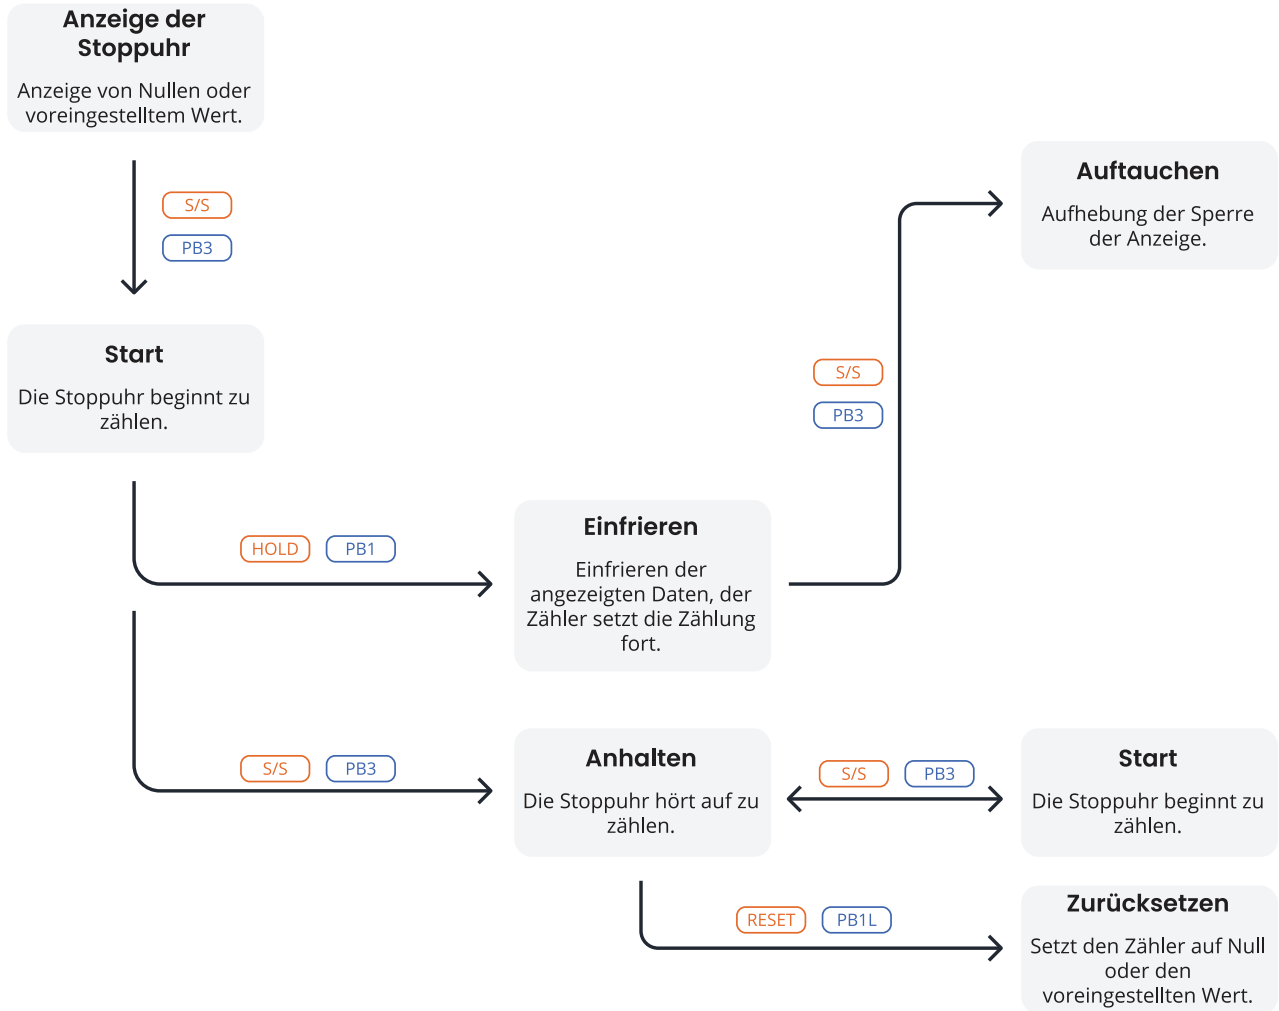 Anzeige der
Stoppuhr
Anzeige von Nullen oder
voreingestelltem Wert.
S/S
PB3
Auftauchen
Aufhebung der Sperre
der Anzeige.
Start
Die Stoppuhr beginnt zu
zählen.
S/S
PB3
HOLD PB1
Einfrieren
Einfrieren der
angezeigten Daten, der
Zähler setzt die Zählung
fort.
S/S PB3
Anhalten
Die Stoppuhr hört auf zu
zählen.
S/S PB3
Start
Die Stoppuhr beginnt zu
zählen.
RESET PB1L
Zurücksetzen
Setzt den Zähler auf Null
oder den
voreingestellten Wert.